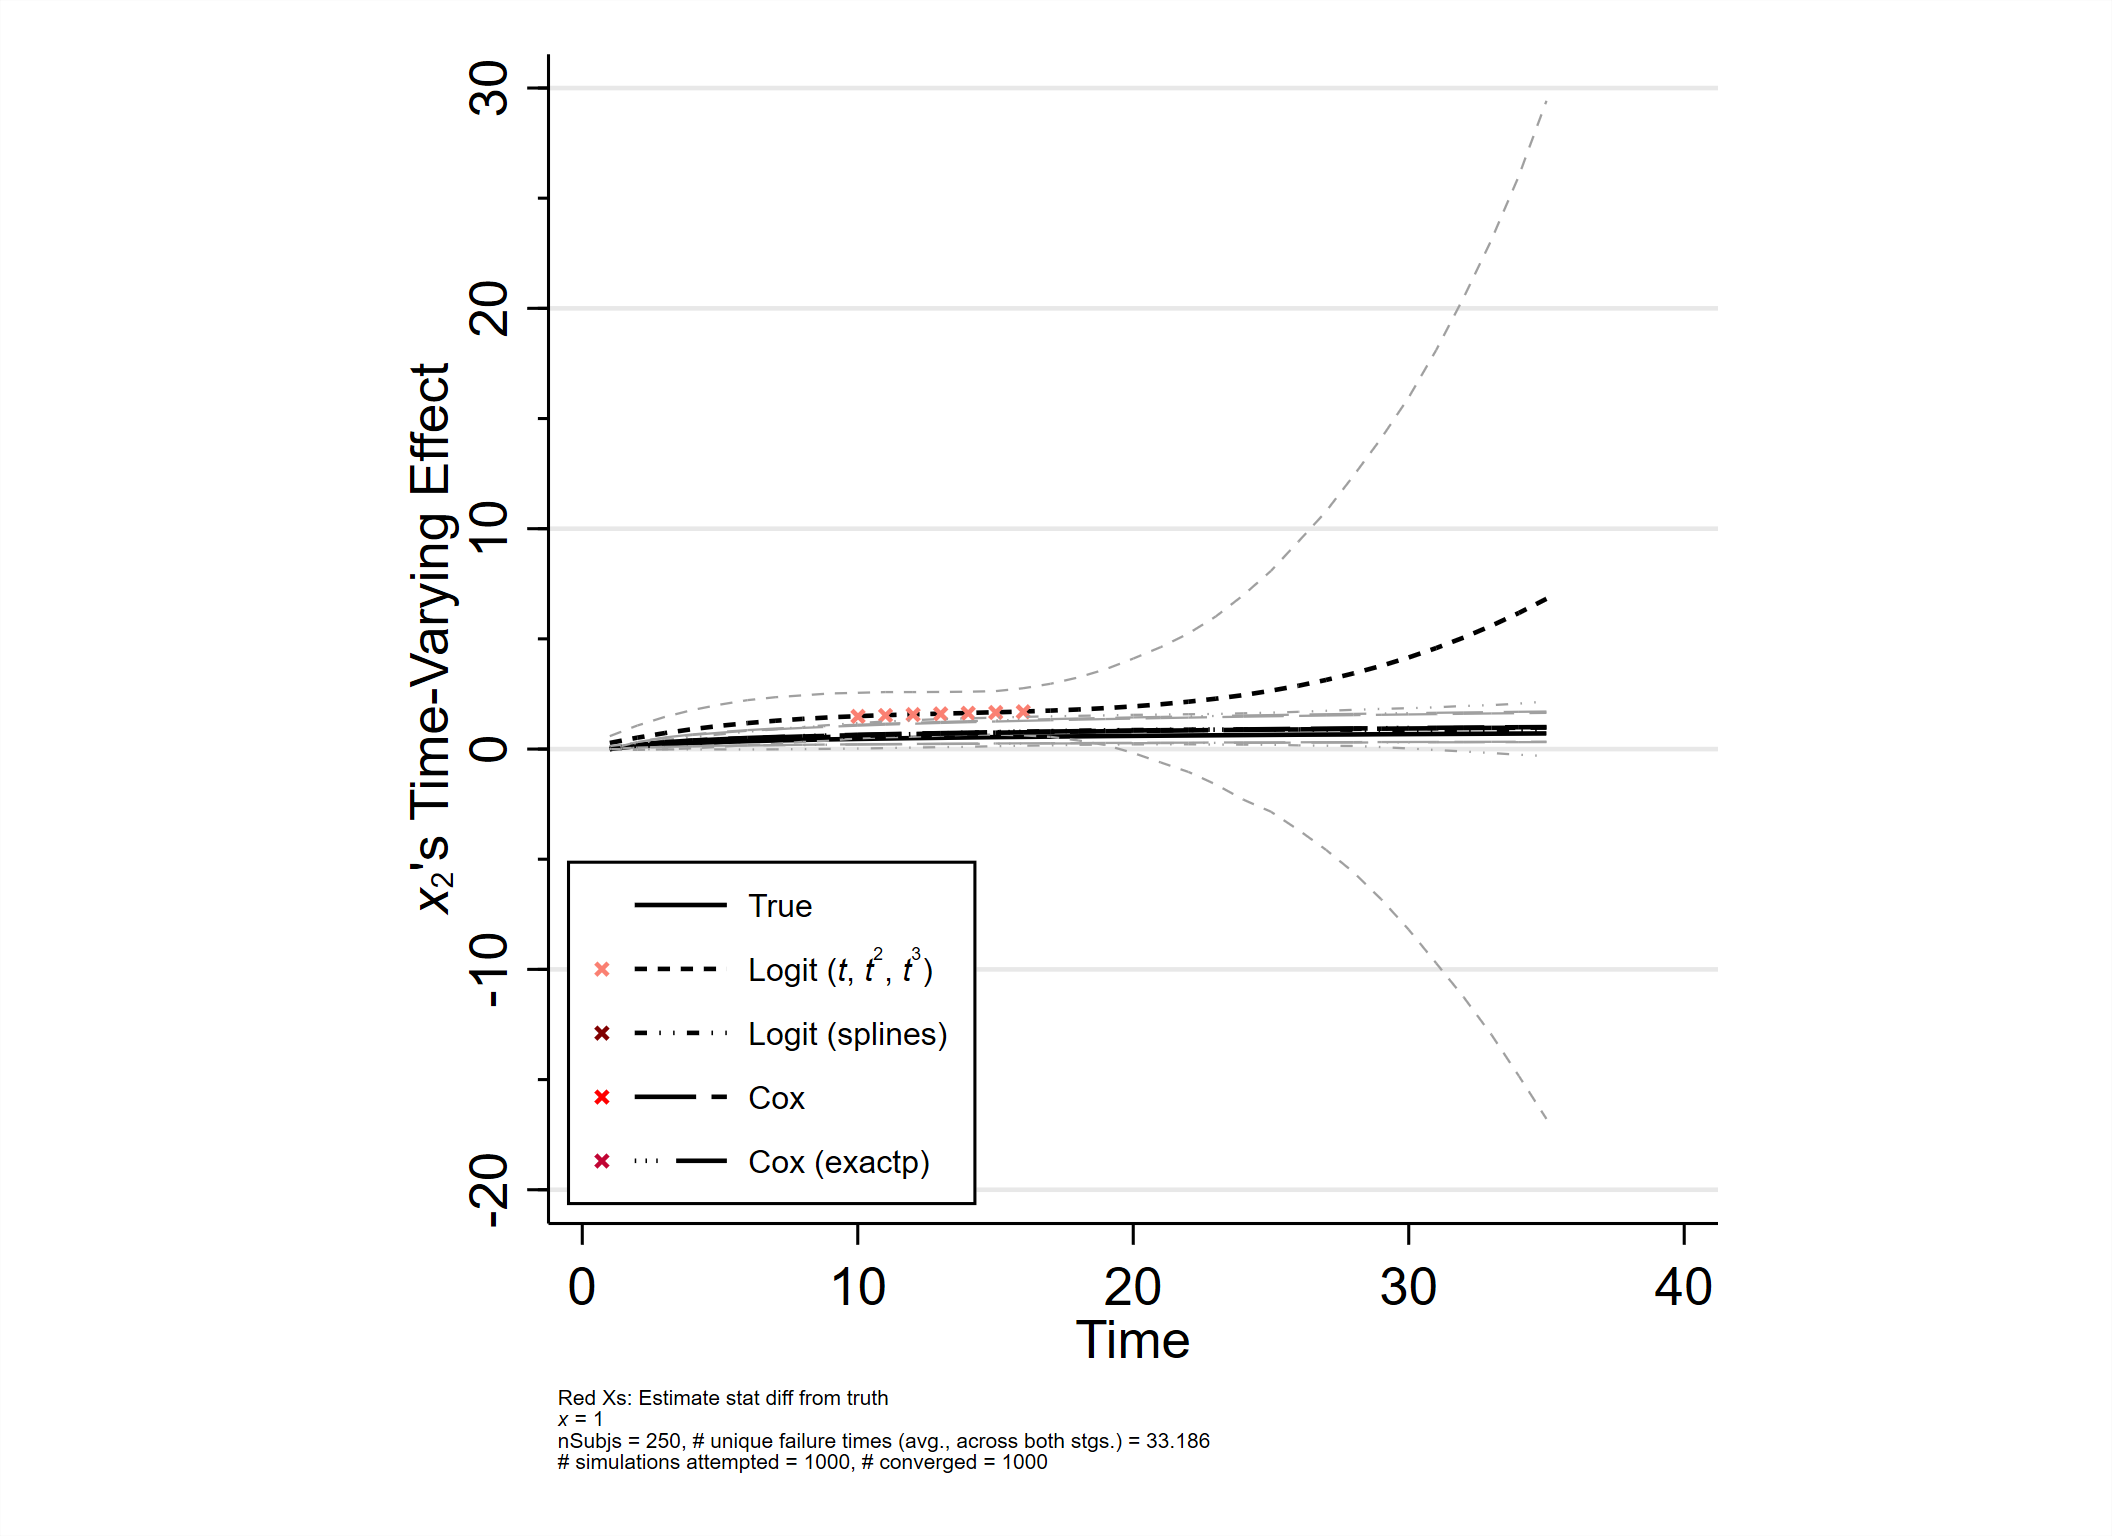 30
20
10
0
-10
-20
x₂'s Time-Varying Effect
True
Logit (t, t², t³)
Logit (splines)
Cox
Cox (exactp)
0 10 20 30 40
Time
Red Xs: Estimate stat diff from truth
x = 1
nSubjs = 250, # unique failure times (avg., across both stgs.) = 33.186
# simulations attempted = 1000, # converged = 1000